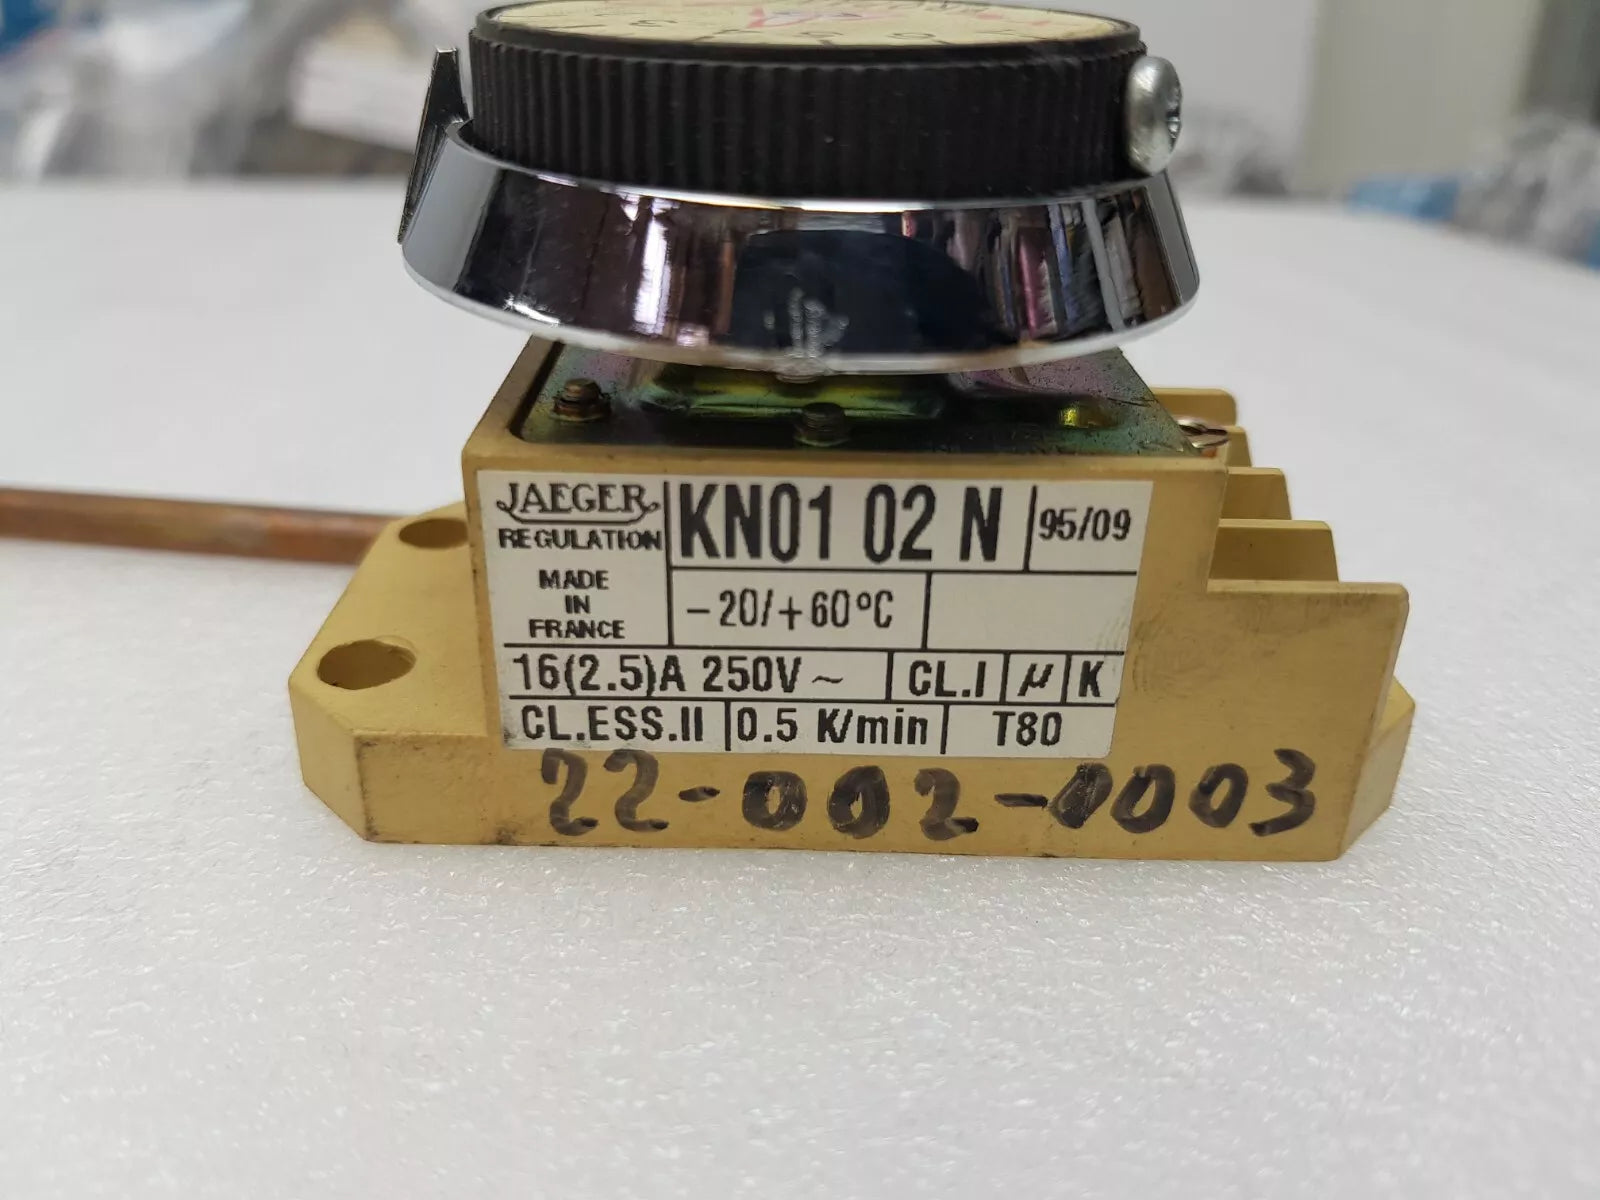 JAEGER
REGULATION
MADE
IN
FRANCE
KN01 02 N
95/09
-20/+60°C
16(2.5)A 250V ~
CL.I
μ
K
CL.ESS.II
0.5 K/min
T80
22-002-0003